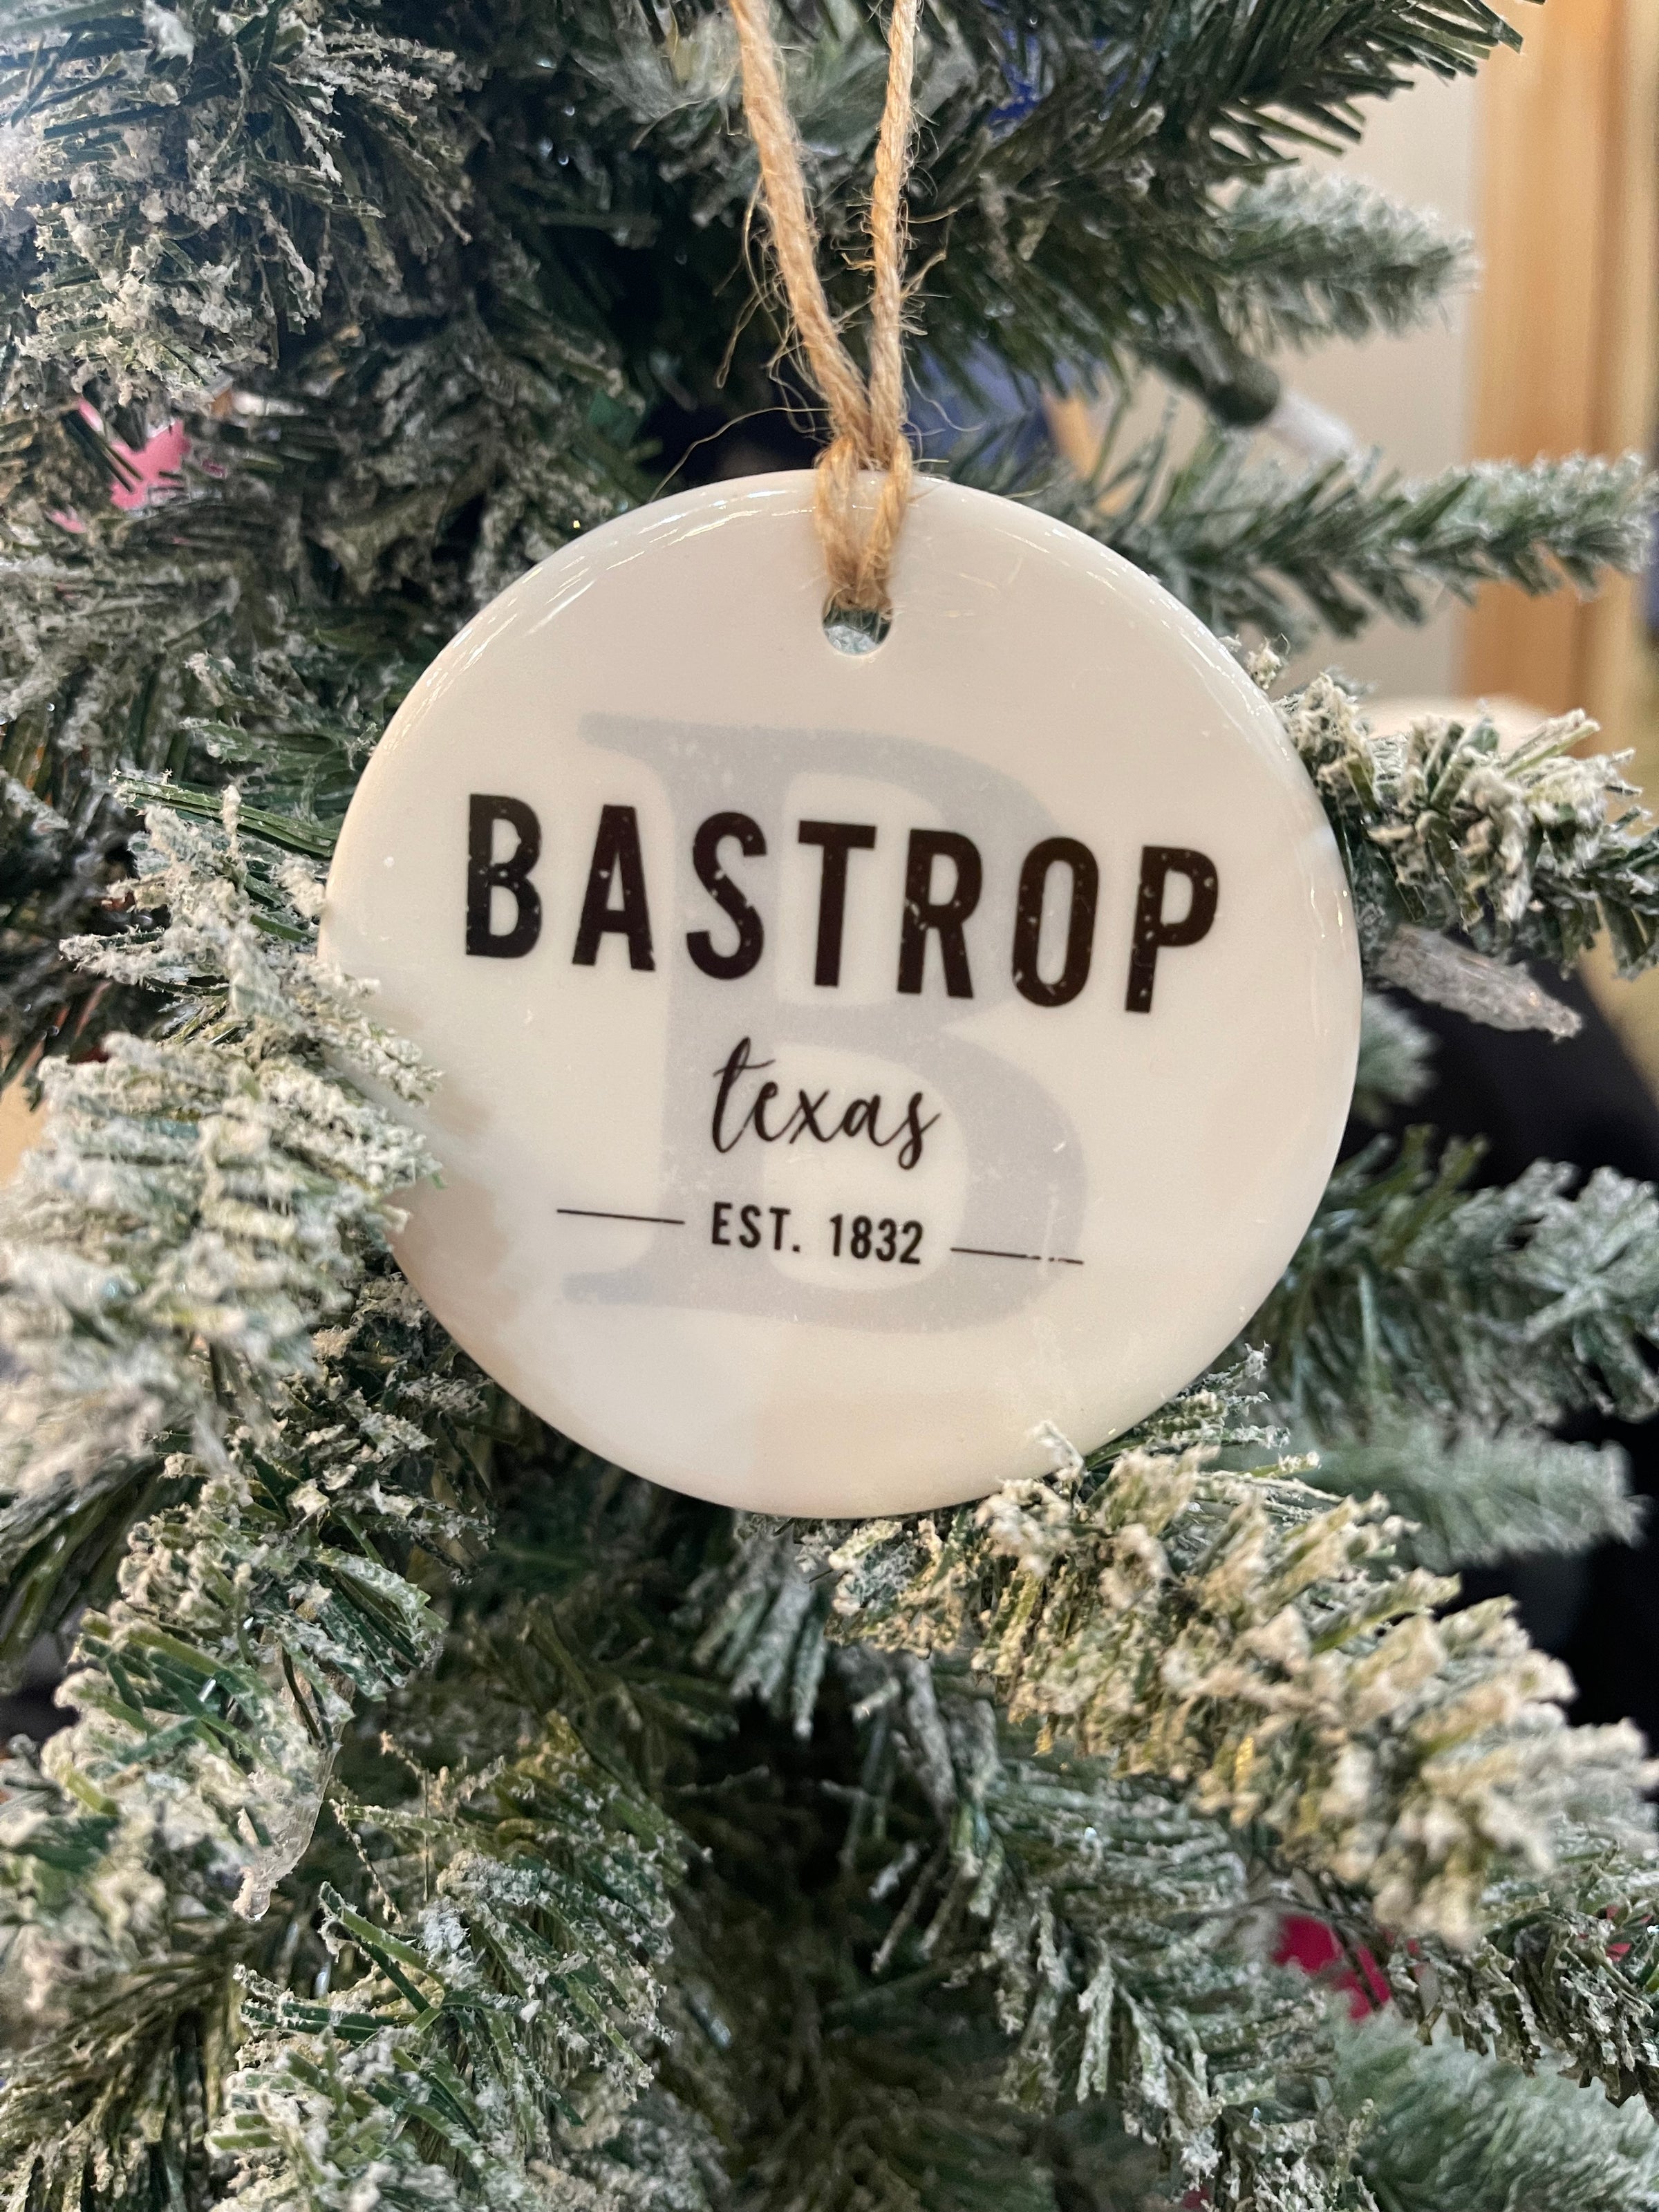 B
BASTROP
texas
EST. 1832